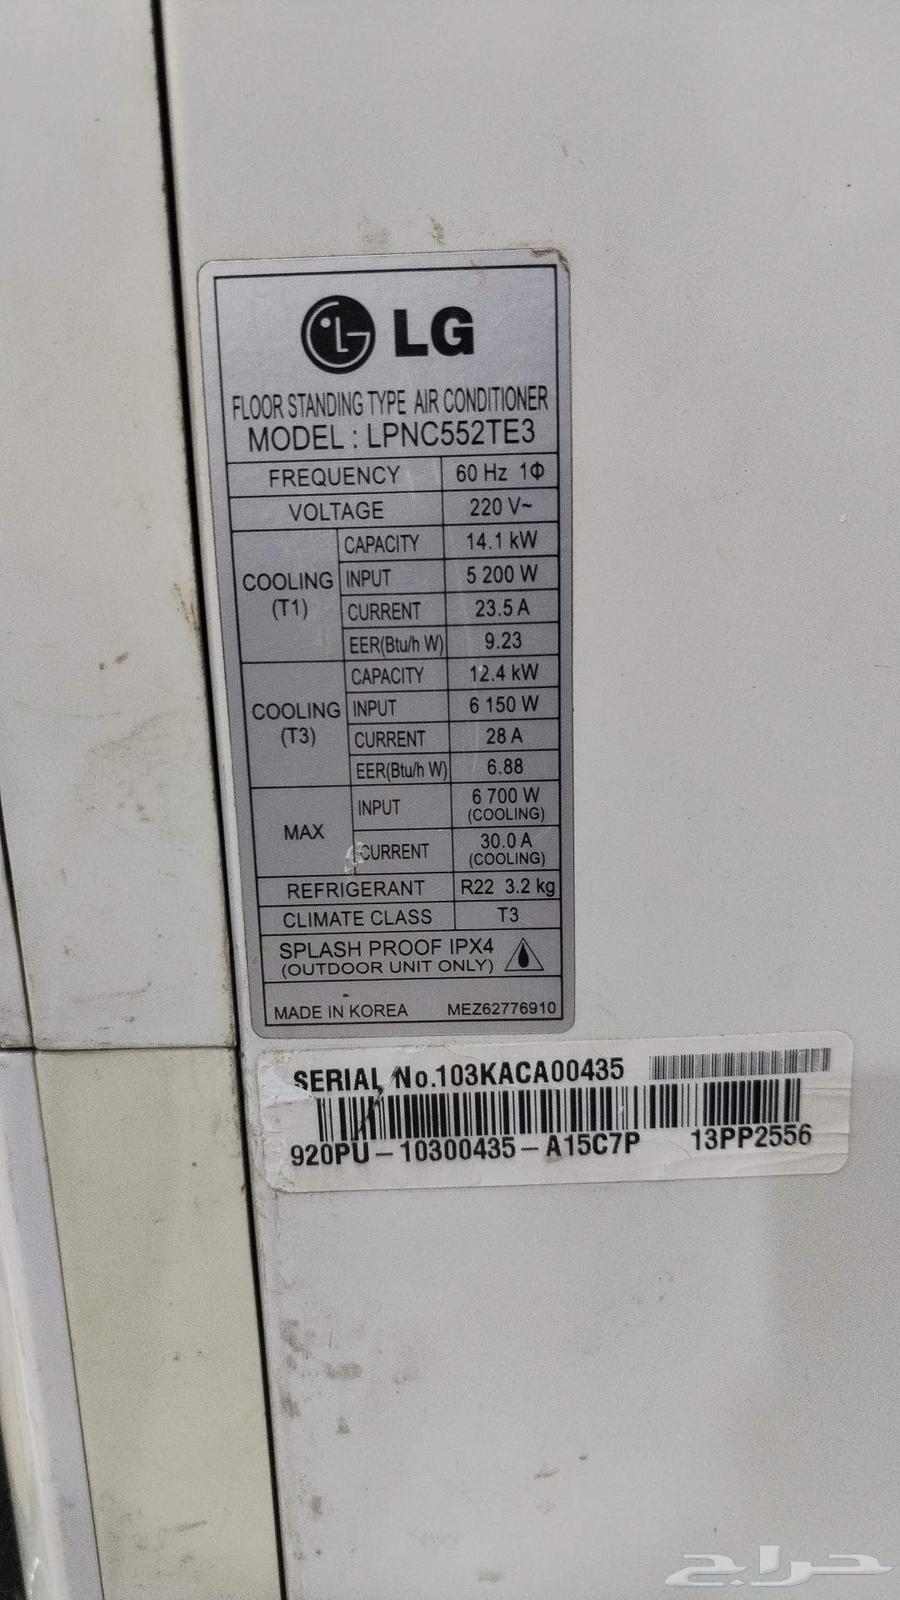 LG
FLOOR STANDING TYPE AIR CONDITIONER
MODEL : LPNC552TE3
FREQUENCY 60 Hz 1Φ
VOLTAGE 220 V~
COOLING (T1)
CAPACITY 14.1 kW
INPUT 5 200 W
CURRENT 23.5 A
EER(Btu/h W) 9.23
COOLING (T3)
CAPACITY 12.4 kW
INPUT 6 150 W
CURRENT 28 A
EER(Btu/h W) 6.88
MAX
INPUT 6 700 W (COOLING)
CURRENT 30.0 A (COOLING)
REFRIGERANT R22 3.2 kg
CLIMATE CLASS T3
SPLASH PROOF IPX4
(OUTDOOR UNIT ONLY)
MADE IN KOREA MEZ62776910
SERIAL No.103KACA00435
920PU-10300435-A15C7P 13PP2556
حراج